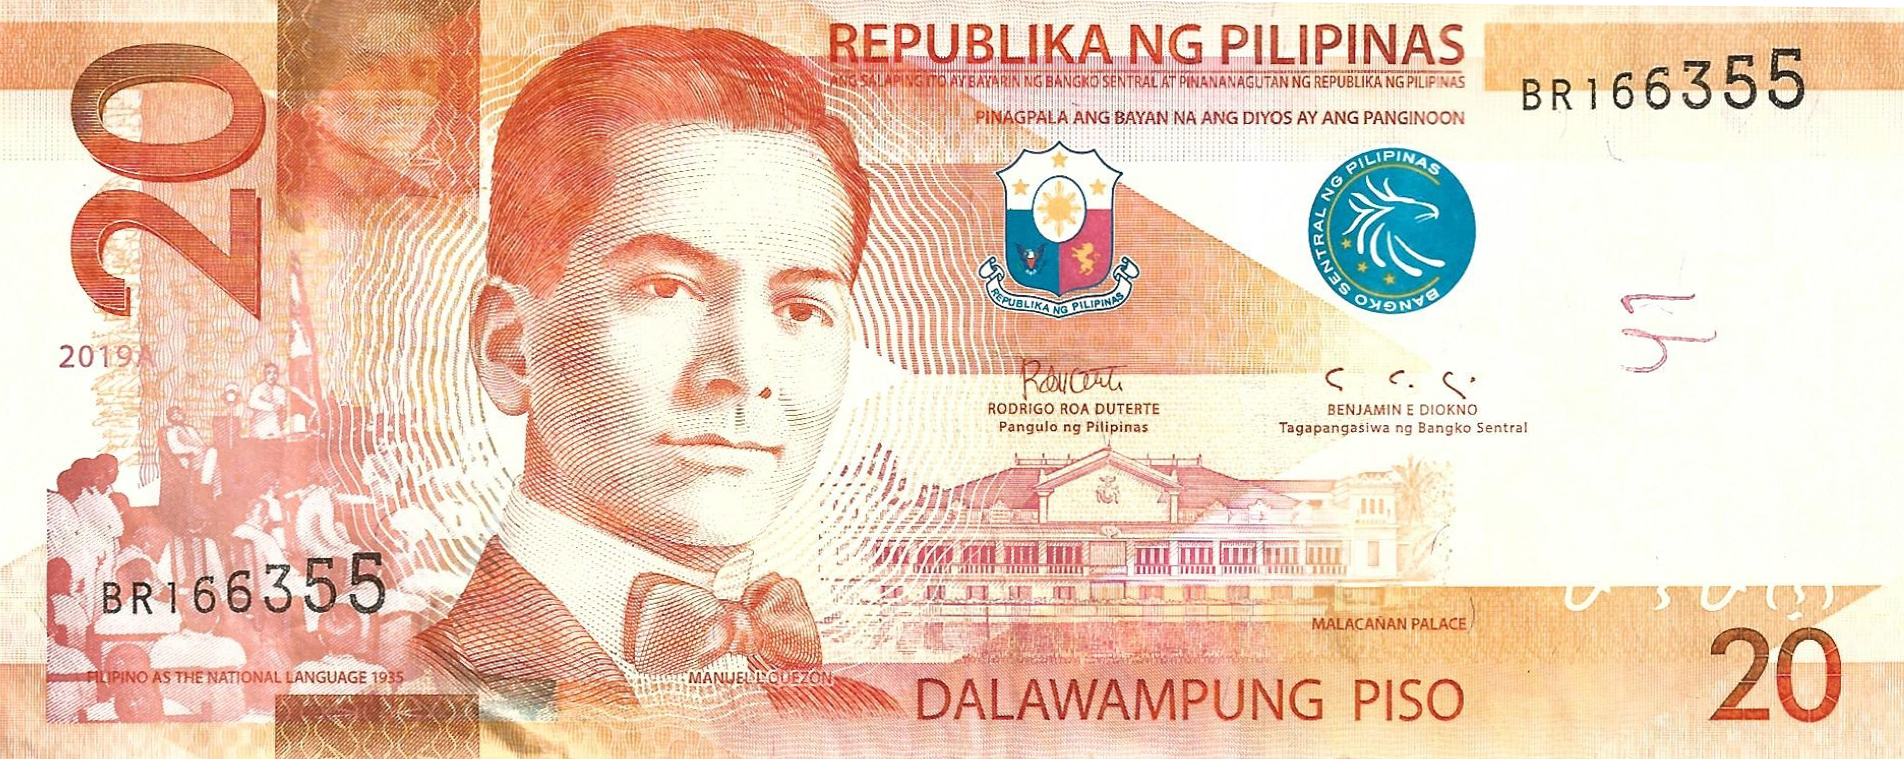 20
REPUBLIKA NG PILIPINAS
ANG SALAPING ITO AY BAYARIN NG BANGKO SENTRAL AT PINANANAGUTAN NG REPUBLIKA NG PILIPINAS
PINAGPALA ANG BAYAN NA ANG DIYOS AY ANG PANGINOON
BR166355
REPUBLIKA NG PILIPINAS
BANGKO SENTRAL NG PILIPINAS
2019A
RODRIGO ROA DUTERTE
Pangulo ng Pilipinas
BENJAMIN E DIOKNO
Tagapangasiwa ng Bangko Sentral
BR166355
MALACAÑAN PALACE
FILIPINO AS THE NATIONAL LANGUAGE 1935
MANUEL L QUEZON
DALAWAMPUNG PISO
20